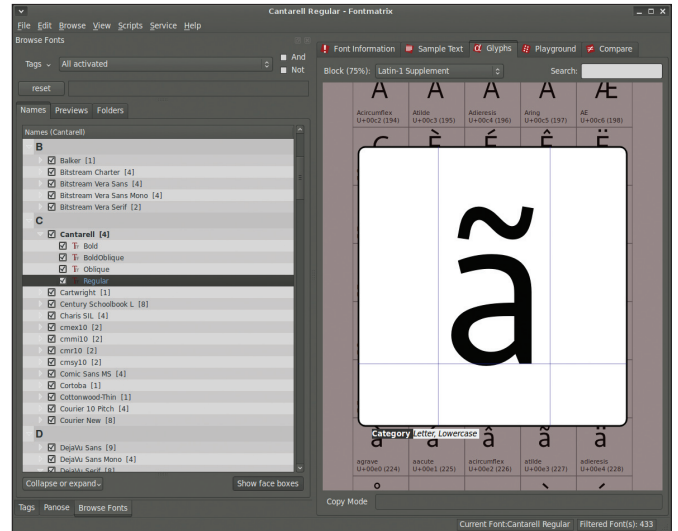 Cantarell Regular - Fontmatrix
File Edit Browse View Scripts Service Help
Browse Fonts
Tags All activated
And
Not
reset
Names Previews Folders
Names (Cantarell)
B
Balker [1]
Bitstream Charter [4]
Bitstream Vera Sans [4]
Bitstream Vera Sans Mono [4]
Bitstream Vera Serif [2]
C
Cantarell [4]
Tr Bold
Tr BoldOblique
Tr Oblique
Regular
Cartwright [1]
Century Schoolbook L [8]
Charis SIL [4]
cmex10 [2]
cmmi10 [2]
cmr10 [2]
cmsy10 [2]
Comic Sans MS [4]
Cortoba [1]
Cottonwood-Thin [1]
Courier 10 Pitch [4]
Courier New [8]
D
DejaVu Sans [9]
DejaVu Sans Mono [4]
DejaVu Serif [8]
Collapse or expand Show face boxes
Tags Panose Browse Fonts
Font Information Sample Text Glyphs Playground Compare
Block (75%): Latin-1 Supplement Search:
Acircumflex Atilde Adieresis Aring AE
U+00c2 (194) U+00c3 (195) U+00c4 (196) U+00c5 (197) U+00c6 (198)
ã
Category Letter, Lowercase
à á â ã ä
agrave aacute acircumflex atilde adieresis
U+00e0 (224) U+00e1 (225) U+00e2 (226) U+00e3 (227) U+00e4 (228)
Copy Mode
Current Font:Cantarell Regular Filtered Font(s): 433